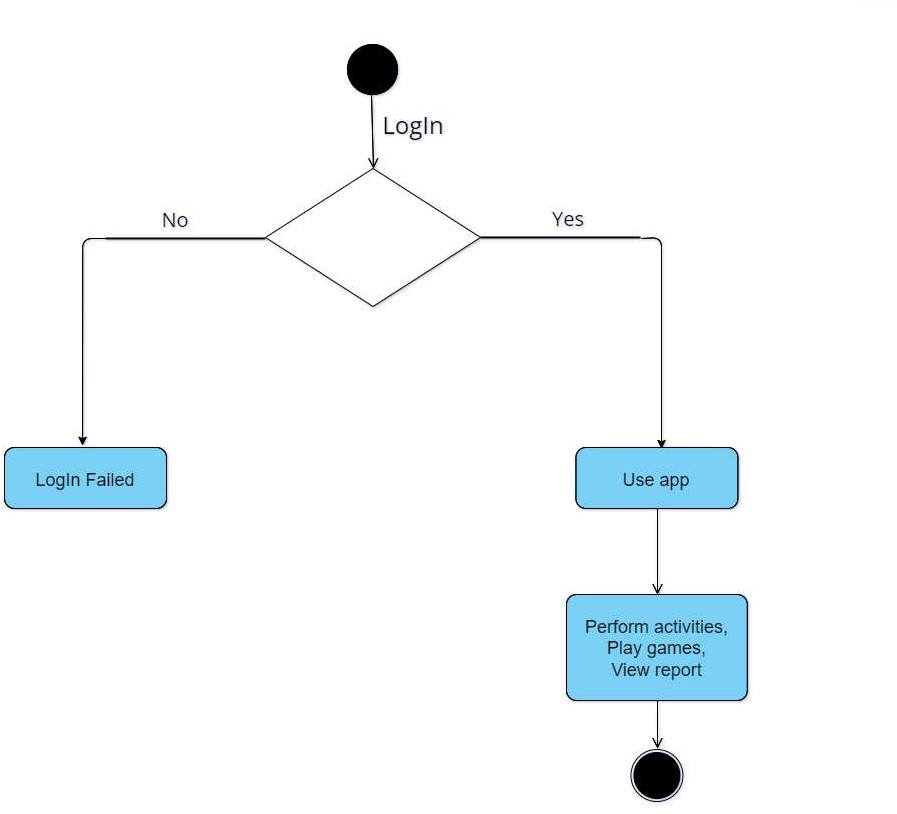 LogIn
No
Yes
LogIn Failed
Use app
Perform activities,
Play games,
View report